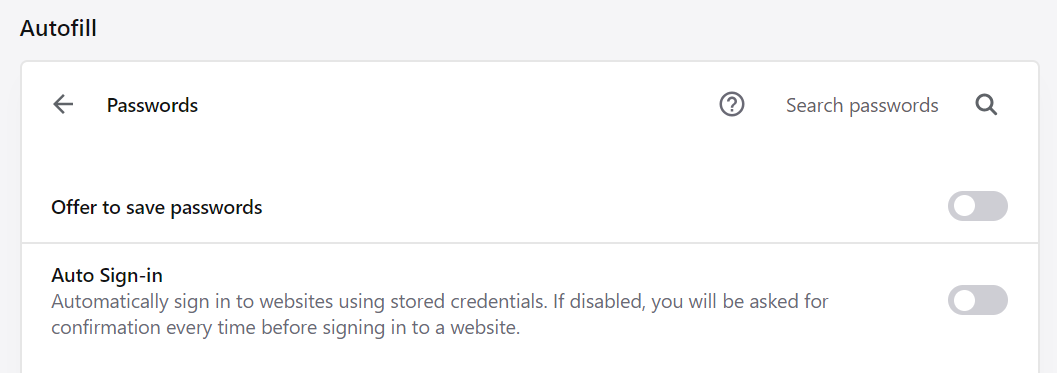 Autofill
Passwords
Search passwords
Offer to save passwords
Auto Sign-in
Automatically sign in to websites using stored credentials. If disabled, you will be asked for
confirmation every time before signing in to a website.